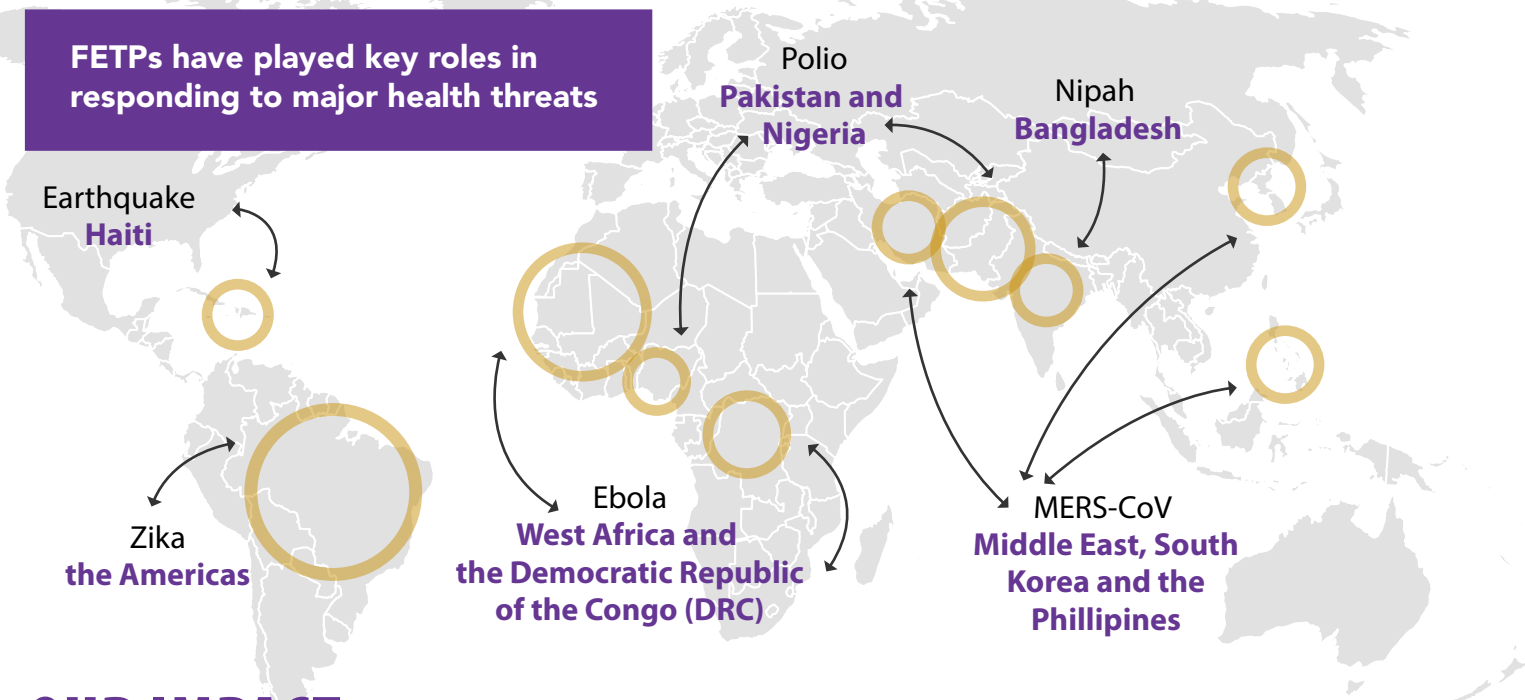 FETPs have played key roles in
responding to major health threats
Polio
Pakistan and
Nigeria
Nipah
Bangladesh
Earthquake
Haiti
Zika
the Americas
Ebola
West Africa and
the Democratic Republic
of the Congo (DRC)
MERS-CoV
Middle East, South
Korea and the
Phillipines
OUR IMPACT